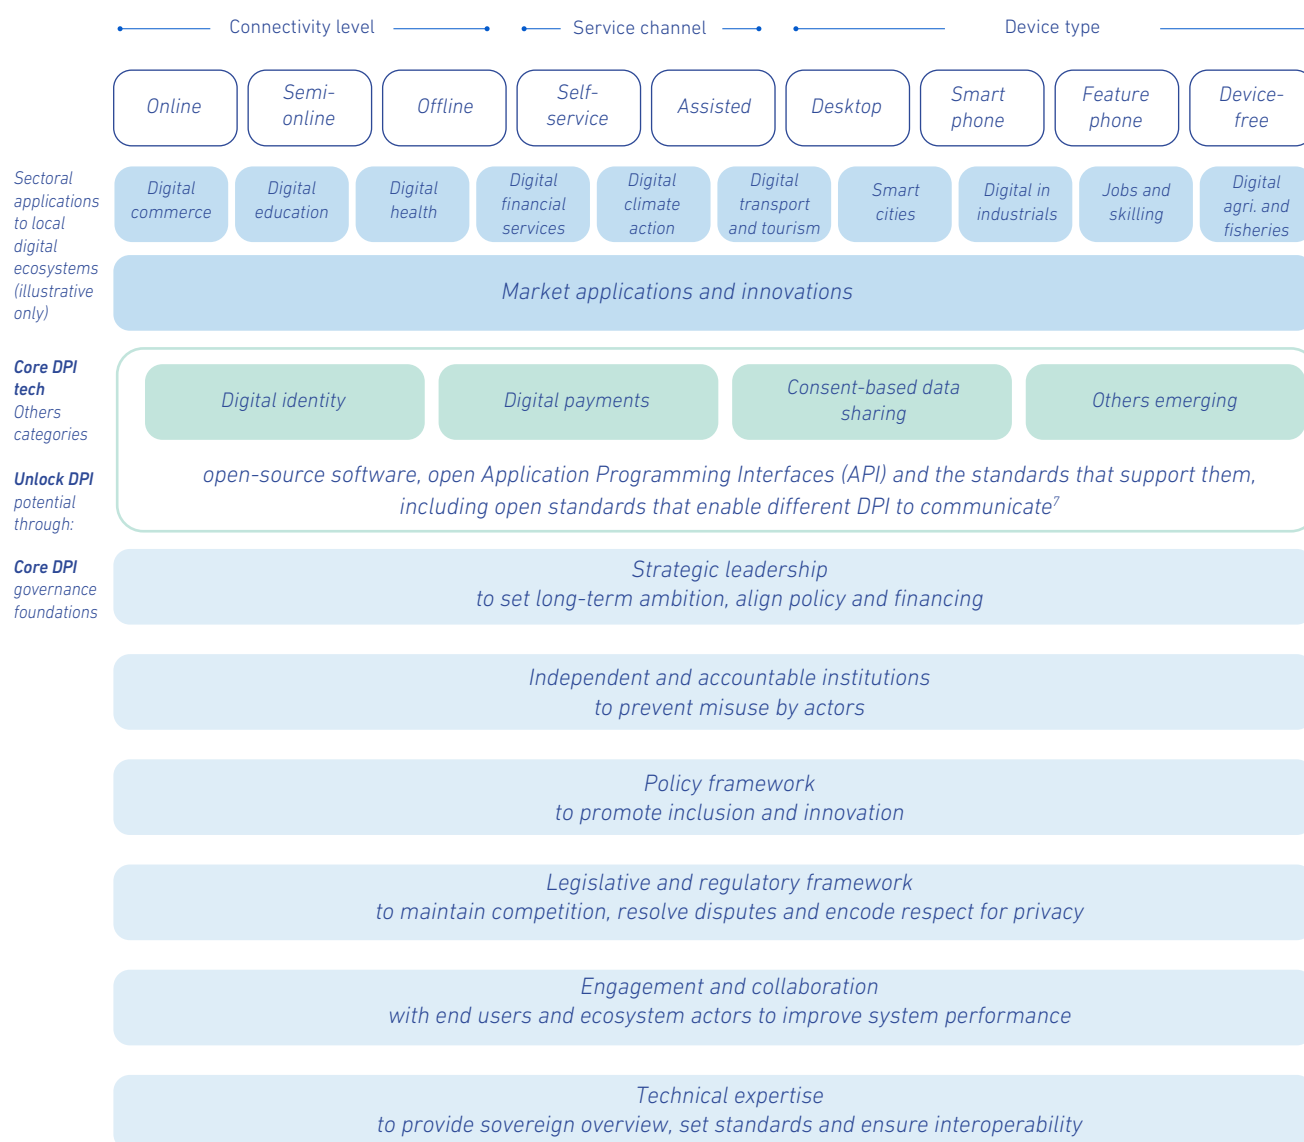 Connectivity level
Service channel
Device type
Online
Semi-
online
Offline
Self-
service
Assisted
Desktop
Smart
phone
Feature
phone
Device-
free
Sectoral
applications
to local
digital
ecosystems
(illustrative
only)
Digital
commerce
Digital
education
Digital
health
Digital
financial
services
Digital
climate
action
Digital
transport
and tourism
Smart
cities
Digital in
industrials
Jobs and
skilling
Digital
agri. and
fisheries
Market applications and innovations
Core DPI
tech
Others
categories
Digital identity
Digital payments
Consent-based data
sharing
Others emerging
Unlock DPI
potential
through:
open-source software, open Application Programming Interfaces (API) and the standards that support them,
including open standards that enable different DPI to communicate7
Core DPI
governance
foundations
Strategic leadership
to set long-term ambition, align policy and financing
Independent and accountable institutions
to prevent misuse by actors
Policy framework
to promote inclusion and innovation
Legislative and regulatory framework
to maintain competition, resolve disputes and encode respect for privacy
Engagement and collaboration
with end users and ecosystem actors to improve system performance
Technical expertise
to provide sovereign overview, set standards and ensure interoperability